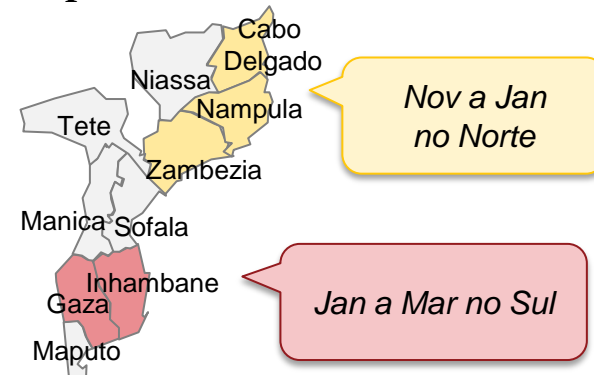 Cabo
Delgado
Niassa
Nampula
Tete
Zambezia
Manica
Sofala
Inhambane
Gaza
Maputo
Nov a Jan
no Norte
Jan a Mar no Sul